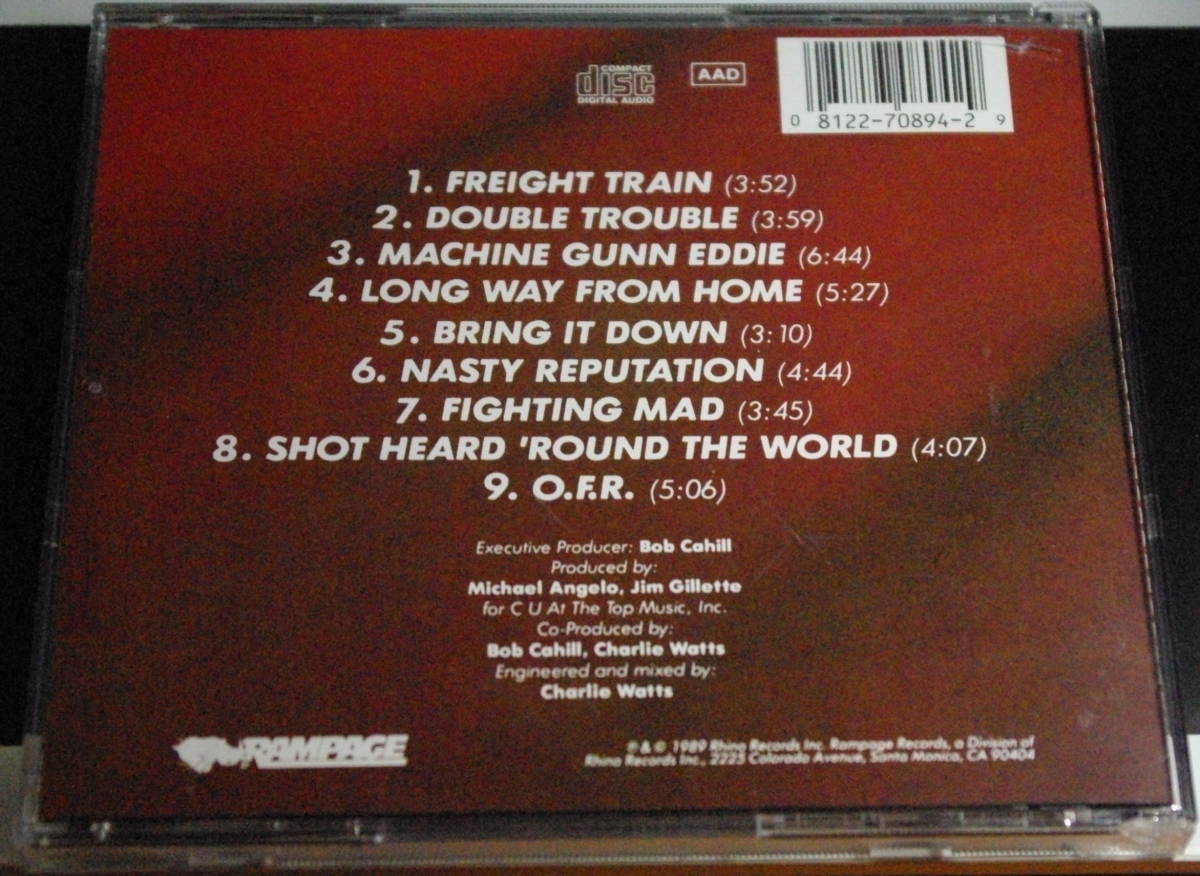 COMPACT
disc
DIGITAL AUDIO
AAD
0 8122-70894-2 9
1. FREIGHT TRAIN (3:52)
2. DOUBLE TROUBLE (3:59)
3. MACHINE GUNN EDDIE (6:44)
4. LONG WAY FROM HOME (5:27)
5. BRING IT DOWN (3:10)
6. NASTY REPUTATION (4:44)
7. FIGHTING MAD (3:45)
8. SHOT HEARD 'ROUND THE WORLD (4:07)
9. O.F.R. (5:06)
Executive Producer: Bob Cahill
Produced by:
Michael Angelo, Jim Gillette
for C U At The Top Music, Inc.
Co-Produced by:
Bob Cahill, Charlie Watts
Engineered and mixed by:
Charlie Watts
RAMPAGE
℗ & © 1989 Rhino Records Inc. Rampage Records, a Division of
Rhino Records Inc., 2225 Colorado Avenue, Santa Monica, CA 90404